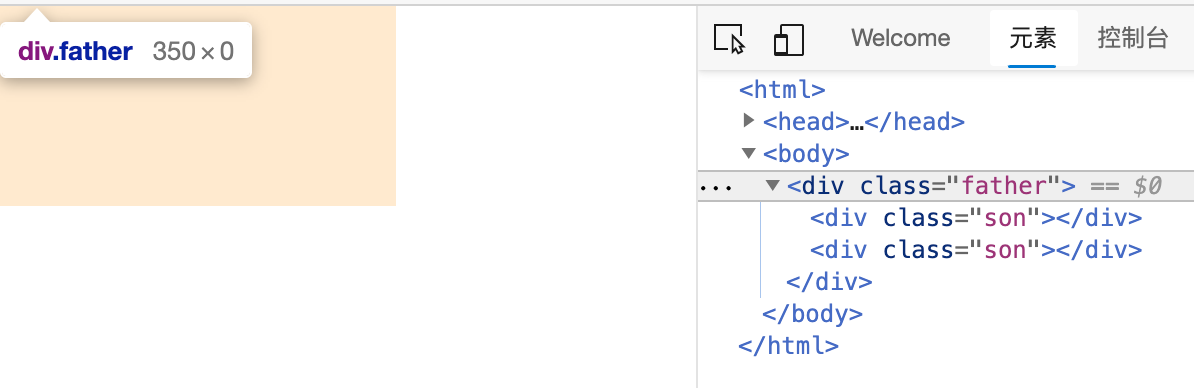 div.father 350 × 0
Welcome 元素 控制台
<html>
<head>…</head>
<body>
... <div class="father"> == $0
<div class="son"></div>
<div class="son"></div>
</div>
</body>
</html>